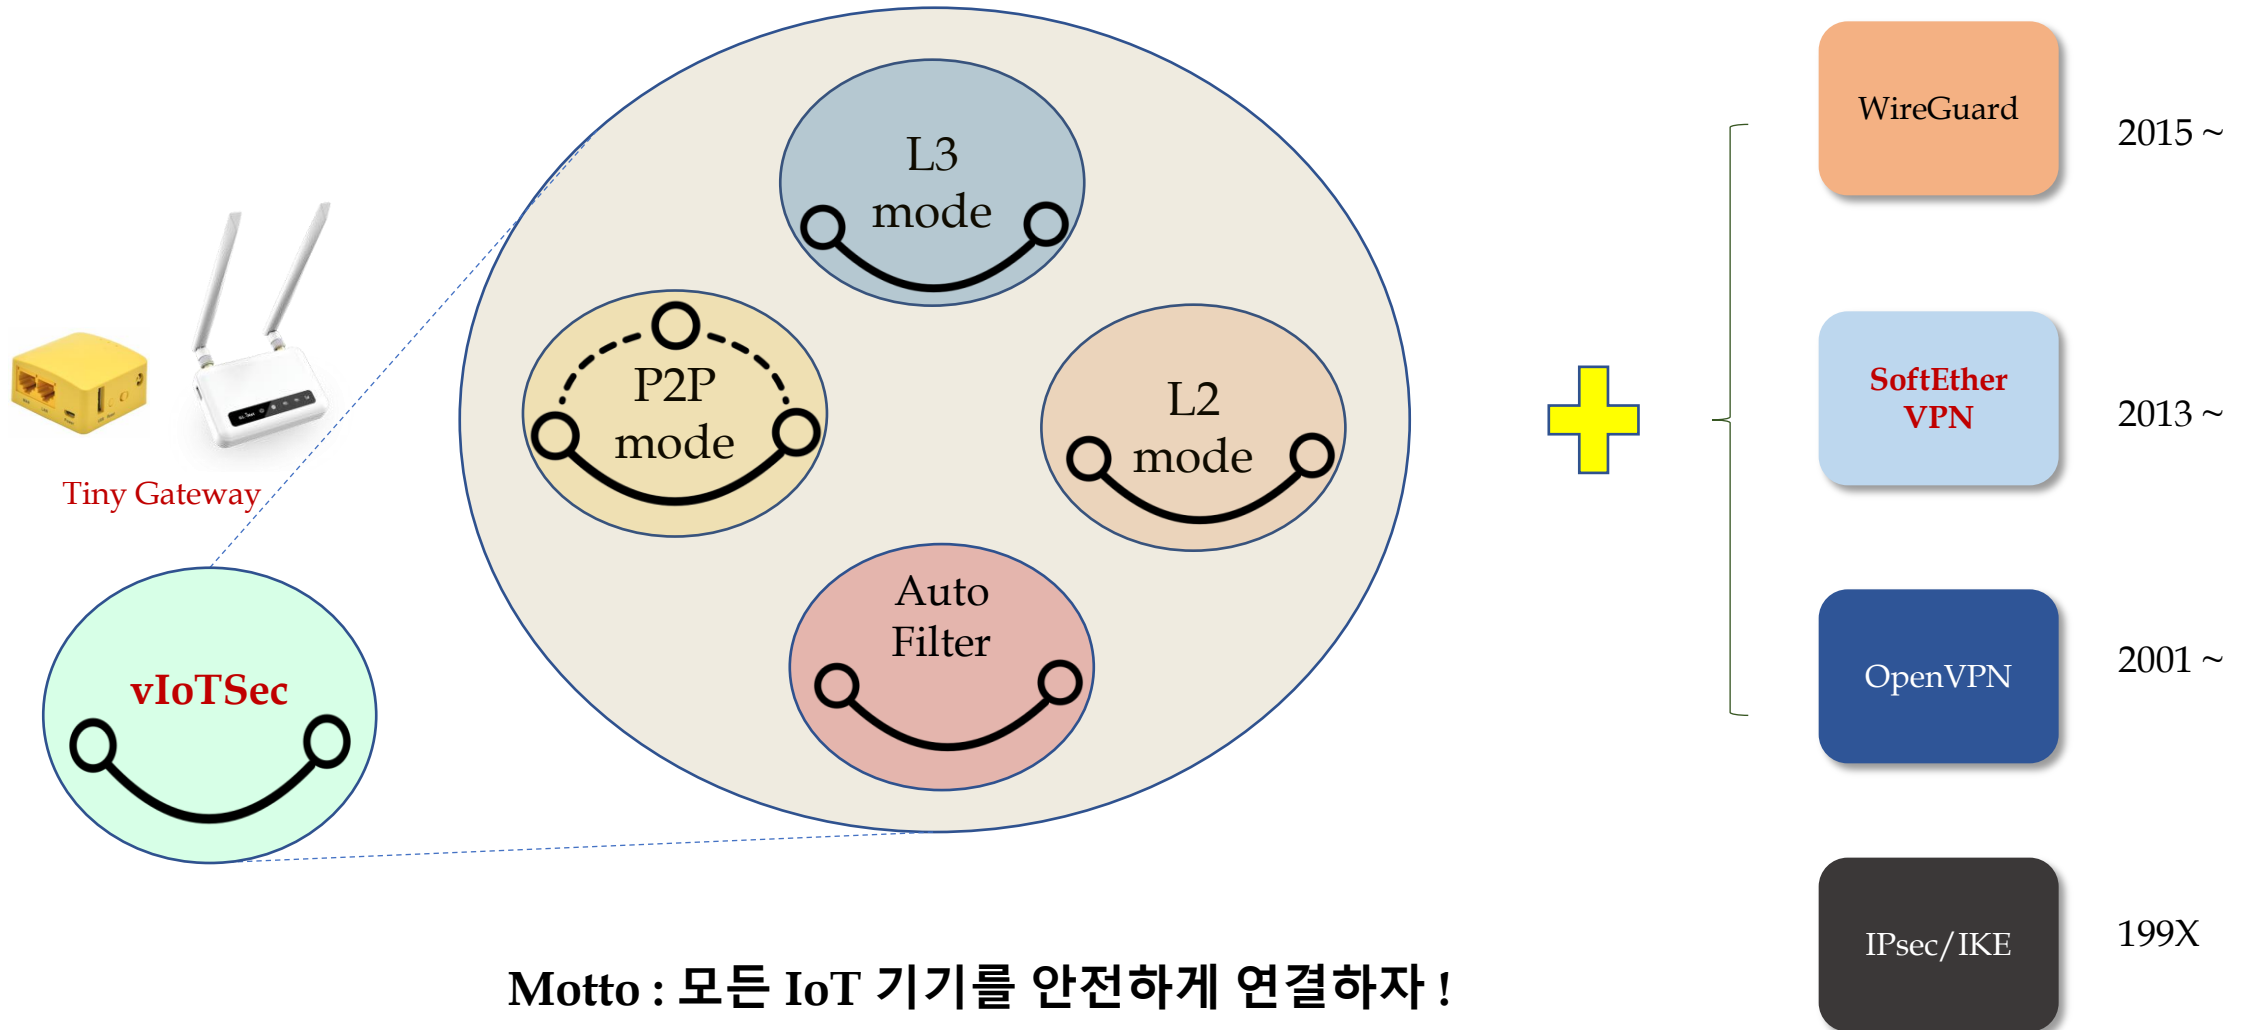 L3
mode
P2P
mode
L2
mode
Auto
Filter
Tiny Gateway
vIoTSec
WireGuard
2015 ~
SoftEther
VPN
2013 ~
OpenVPN
2001 ~
IPsec/IKE
199X
Motto : 모든 IoT 기기를 안전하게 연결하자 !